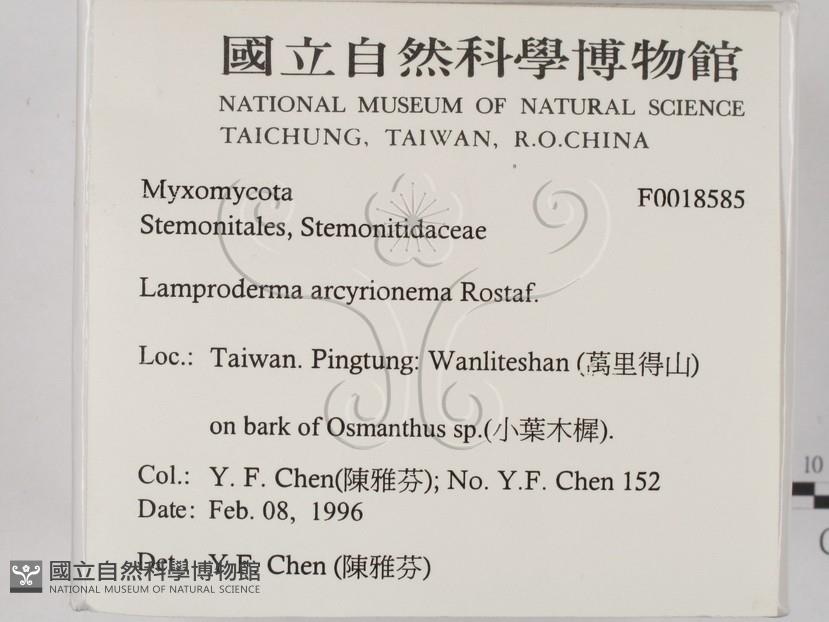 國立自然科學博物館
NATIONAL MUSEUM OF NATURAL SCIENCE
TAICHUNG, TAIWAN, R.O.CHINA
Myxomycota F0018585
Stemonitales, Stemonitidaceae
Lamproderma arcyrionema Rostaf.
Loc.: Taiwan. Pingtung: Wanliteshan (萬里得山)
on bark of Osmanthus sp.(小葉木樨).
Col.: Y. F. Chen(陳雅芬); No. Y.F. Chen 152
Date: Feb. 08, 1996
Det.: Y.F. Chen (陳雅芬)
國立自然科學博物館
NATIONAL MUSEUM OF NATURAL SCIENCE
10